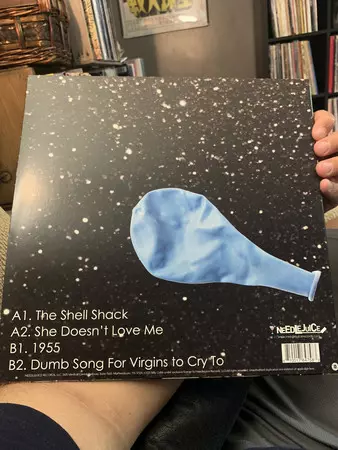 A1. The Shell Shack
A2. She Doesn't Love Me
B1. 1955
B2. Dumb Song For Virgins to Cry To
NEEDLEJUICE